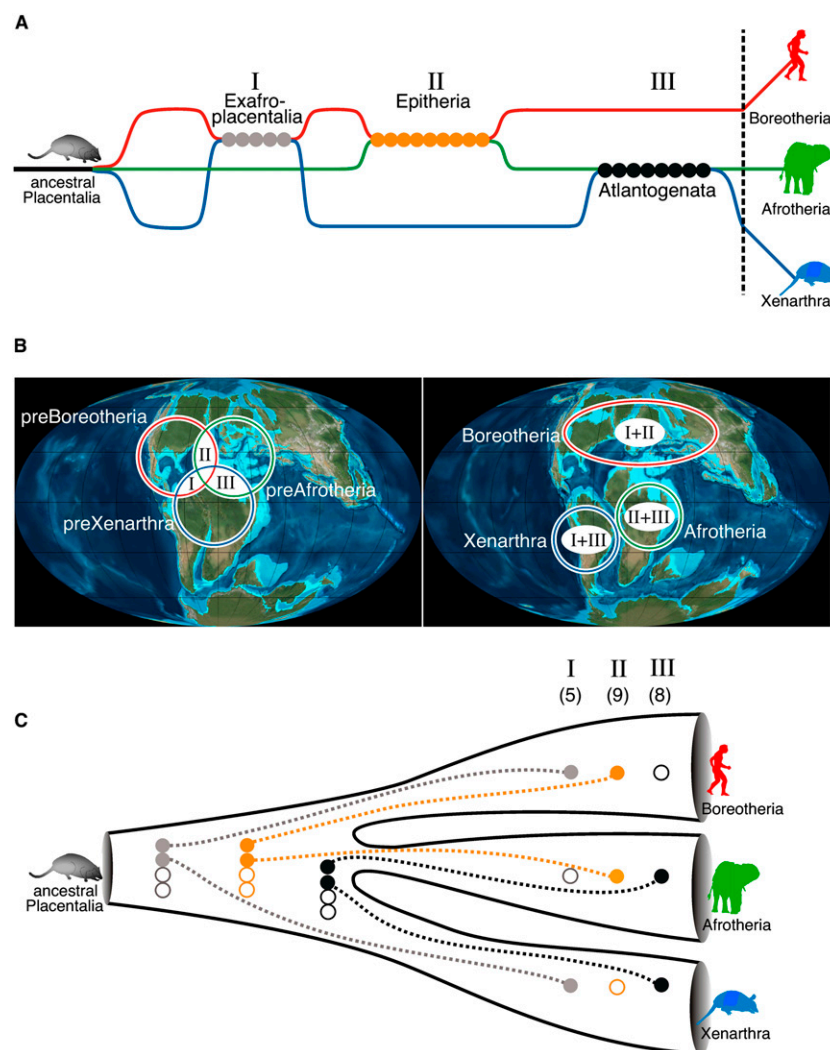 A
I
II
III
Exafro-
placentalia
Epitheria
Boreotheria
ancestral
Placentalia
Atlantogenata
Afrotheria
Xenarthra
B
preBoreotheria
II
I
III
preAfrotheria
preXenarthra
Boreotheria
I+II
Xenarthra
I+III
II+III
Afrotheria
I
II
III
(5)
(9)
(8)
C
Boreotheria
ancestral
Placentalia
Afrotheria
Xenarthra